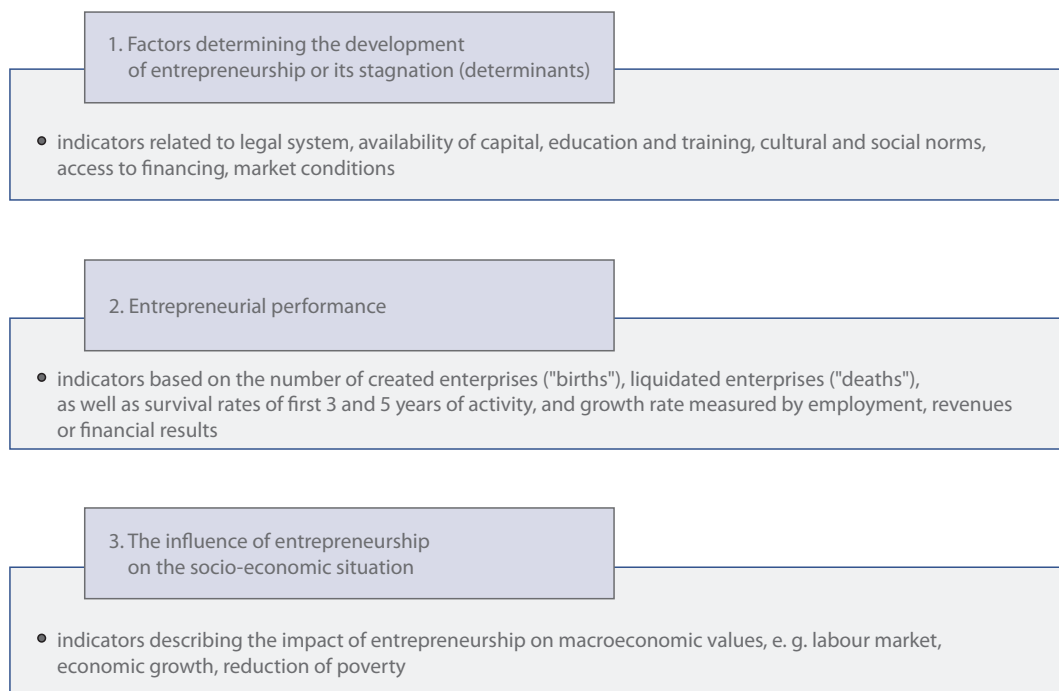 1. Factors determining the development
of entrepreneurship or its stagnation (determinants)
indicators related to legal system, availability of capital, education and training, cultural and social norms,
access to financing, market conditions
2. Entrepreneurial performance
indicators based on the number of created enterprises ("births"), liquidated enterprises ("deaths"),
as well as survival rates of first 3 and 5 years of activity, and growth rate measured by employment, revenues
or financial results
3. The influence of entrepreneurship
on the socio-economic situation
indicators describing the impact of entrepreneurship on macroeconomic values, e. g. labour market,
economic growth, reduction of poverty